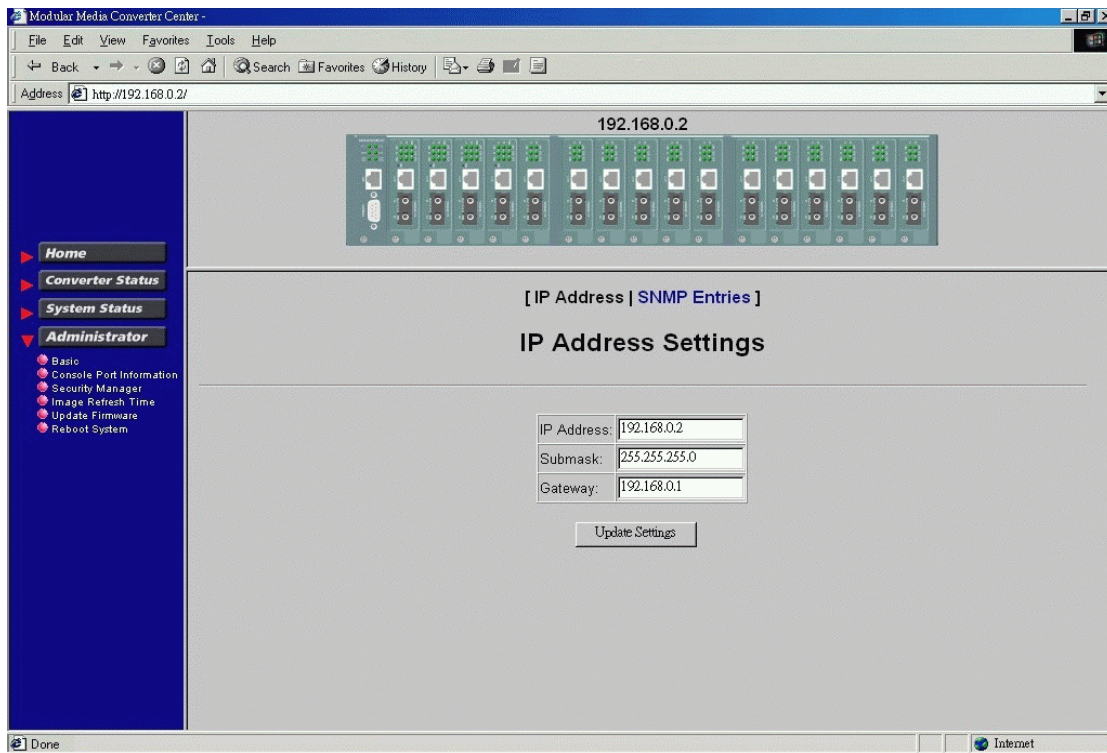 Modular Media Converter Center -
File Edit View Favorites Tools Help
Back Search Favorites History
Address http://192.168.0.2/
192.168.0.2
Home
Converter Status
System Status
Administrator
Basic
Console Port Information
Security Manager
Image Refresh Time
Update Firmware
Reboot System
[ IP Address | SNMP Entries ]
IP Address Settings
IP Address: 192.168.0.2
Submask: 255.255.255.0
Gateway: 192.168.0.1
Update Settings
Done Internet